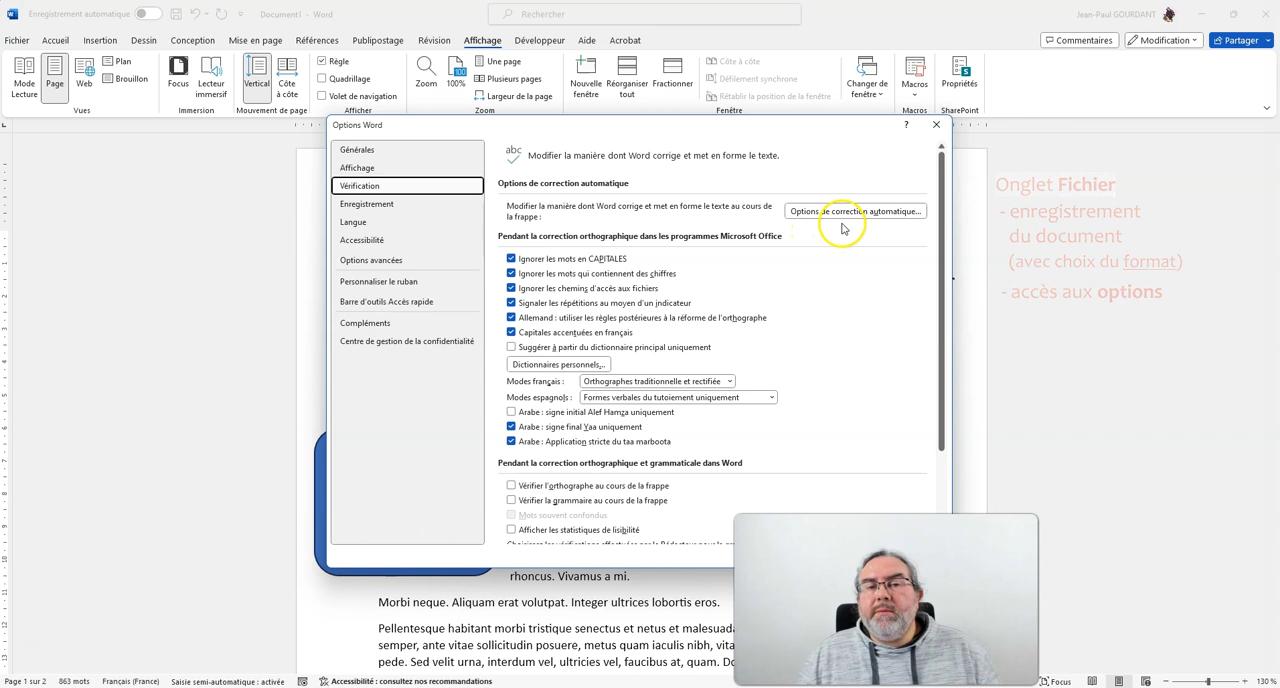 Enregistrement automatique
Document1 - Word
Rechercher
Jean-Paul GOURDANT
Fichier Accueil Insertion Dessin Conception Mise en page Références Publipostage Révision Affichage Développeur Aide Acrobat
Commentaires Modification Partager
Mode Lecture
Page
Web
Plan
Brouillon
Vues
Focus
Lecteur immersif
Immersion
Vertical
Côte à côte
Mouvement de page
Règle
Quadrillage
Volet de navigation
Afficher
Zoom
100
100%
Une page
Plusieurs pages
Largeur de la page
Zoom
Nouvelle fenêtre
Réorganiser tout
Fractionner
Côte à côte
Défilement synchrone
Rétablir la position de la fenêtre
Changer de fenêtre
Fenêtre
Macros
Macros
Propriétés
SharePoint
Options Word
?
Générales
Affichage
Vérification
Enregistrement
Langue
Accessibilité
Options avancées
Personnaliser le ruban
Barre d'outils Accès rapide
Compléments
Centre de gestion de la confidentialité
abc
Modifier la manière dont Word corrige et met en forme le texte.
Options de correction automatique
Modifier la manière dont Word corrige et met en forme le texte au cours de
la frappe :
Options de correction automatique...
Pendant la correction orthographique dans les programmes Microsoft Office
Ignorer les mots en CAPITALES
Ignorer les mots qui contiennent des chiffres
Ignorer les chemins d'accès aux fichiers
Signaler les répétitions au moyen d'un indicateur
Allemand : utiliser les règles postérieures à la réforme de l'orthographe
Capitales accentuées en français
Suggérer à partir du dictionnaire principal uniquement
Dictionnaires personnels...
Modes français : Orthographes traditionnelle et rectifiée
Modes espagnols : Formes verbales du tutoiement uniquement
Arabe : signe initial Alef Hamza uniquement
Arabe : signe final Yaa uniquement
Arabe : Application stricte du taa marboota
Pendant la correction orthographique et grammaticale dans Word
Vérifier l'orthographe au cours de la frappe
Vérifier la grammaire au cours de la frappe
Mots souvent confondus
Afficher les statistiques de lisibilité
Onglet Fichier
- enregistrement
du document
(avec choix du format)
- accès aux options
rhoncus. Vivamus a mi.
Morbi neque. Aliquam erat volutpat. Integer ultrices lobortis eros.
Pellentesque habitant morbi tristique senectus et netus et malesuada
semper, ante vitae sollicitudin posuere, metus quam iaculis nibh, vita
pede. Sed velit urna, interdum vel, ultricies vel, faucibus at, quam. Do
Page 1 sur 2 863 mots Français (France) Saisie semi-automatique : activée Accessibilité : consultez nos recommandations Focus 130 %